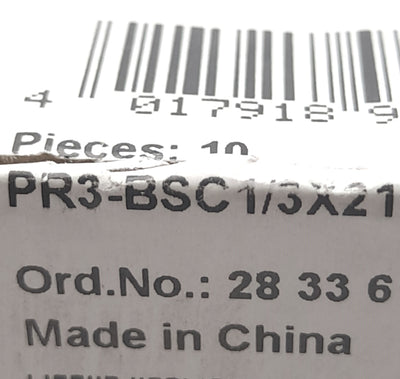 4 017918 9
Pieces: 10
PR3-BSC1/3X21
Ord.No.: 28 33 6
Made in China